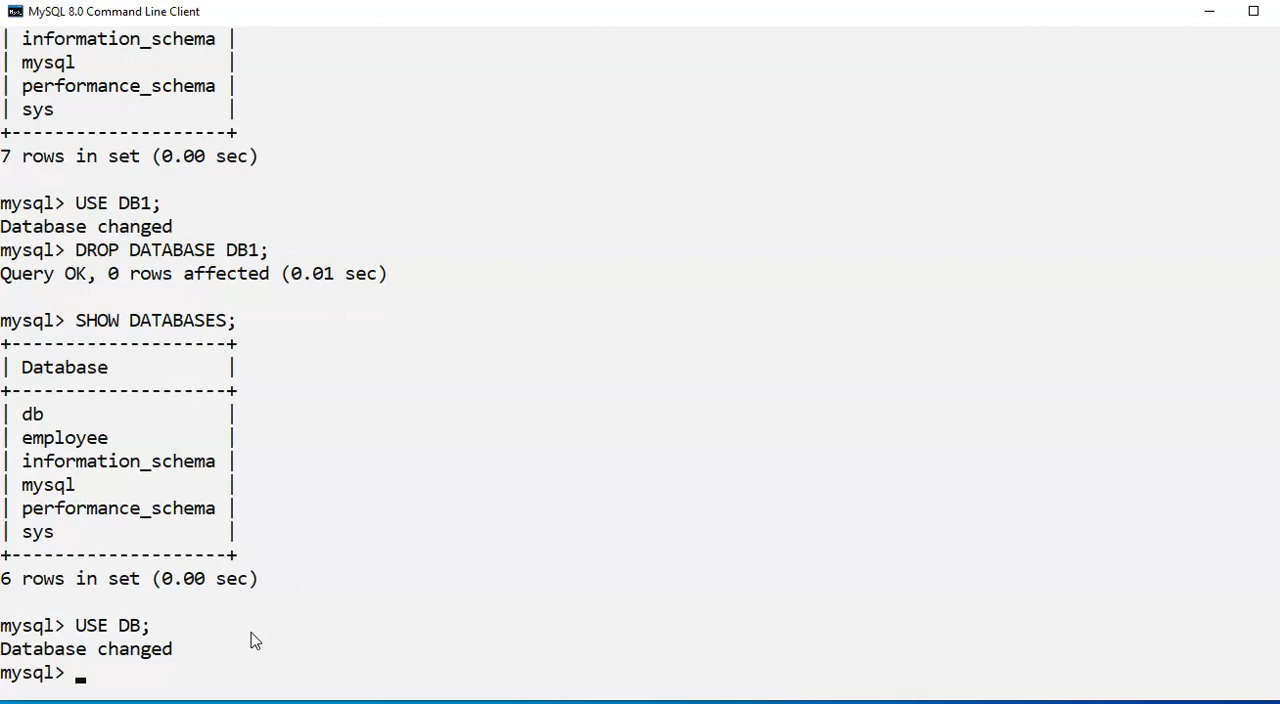 MySQL 8.0 Command Line Client
| information_schema |
| mysql              |
| performance_schema |
| sys                |
+--------------------+
7 rows in set (0.00 sec)

mysql> USE DB1;
Database changed
mysql> DROP DATABASE DB1;
Query OK, 0 rows affected (0.01 sec)

mysql> SHOW DATABASES;
+--------------------+
| Database           |
+--------------------+
| db                 |
| employee           |
| information_schema |
| mysql              |
| performance_schema |
| sys                |
+--------------------+
6 rows in set (0.00 sec)

mysql> USE DB;
Database changed
mysql>